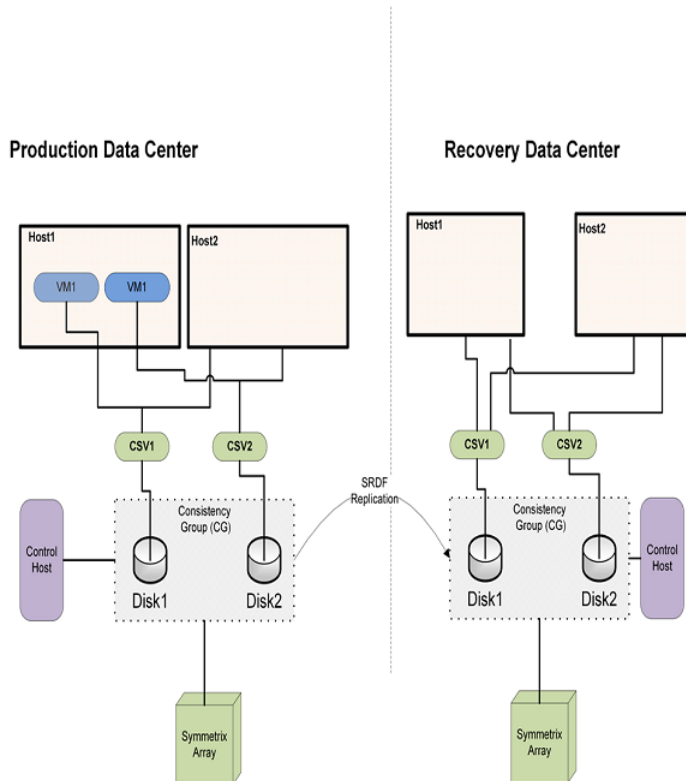 Production Data Center
Recovery Data Center
Host1
Host2
VM1
VM1
Host1
Host2
CSV1
CSV2
CSV1
CSV2
SRDF
Replication
Consistency
Group (CG)
Control
Host
Disk1
Disk2
Consistency
Group (CG)
Disk1
Disk2
Control
Host
Symmetrix
Array
Symmetrix
Array